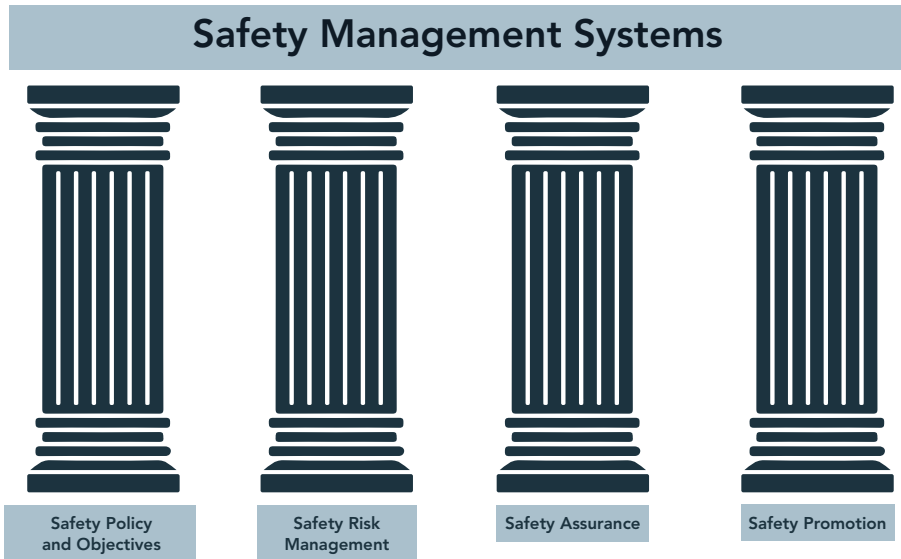 Safety Management Systems
Safety Policy
and Objectives
Safety Risk
Management
Safety Assurance
Safety Promotion